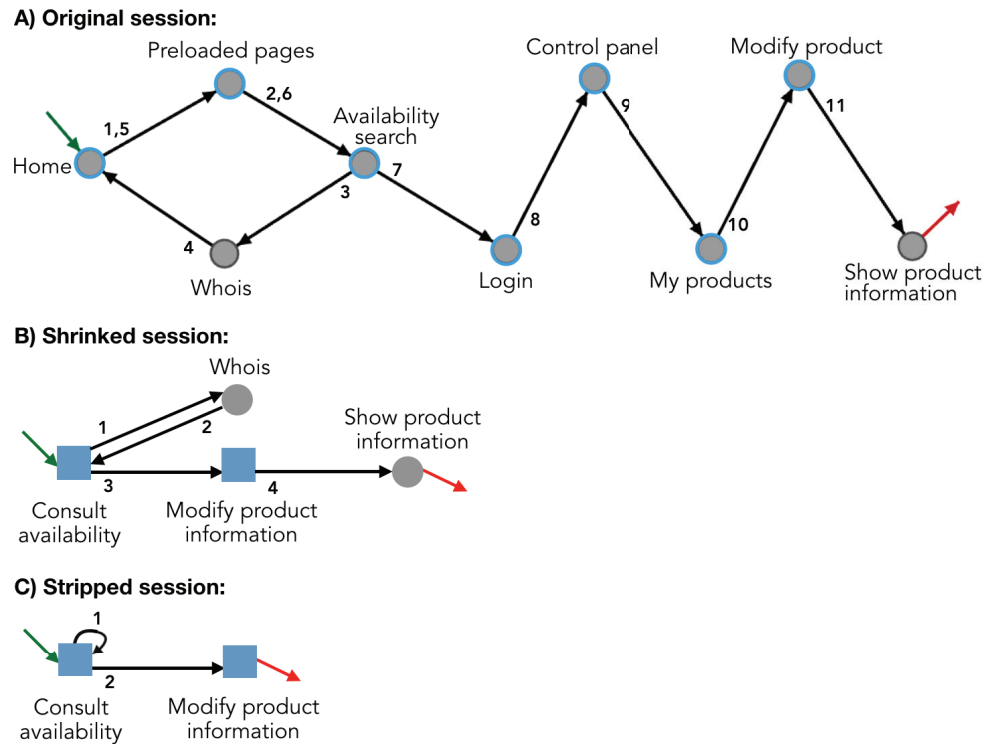 A) Original session:
Preloaded pages
Control panel
Modify product
2,6
9
11
Availability
search
1,5
Home
7
3
4
8
10
Whois
Login
My products
Show product
information
B) Shrinked session:
Whois
1
2
Show product
information
3
4
Consult
availability
Modify product
information
C) Stripped session:
1
2
Consult
availability
Modify product
information